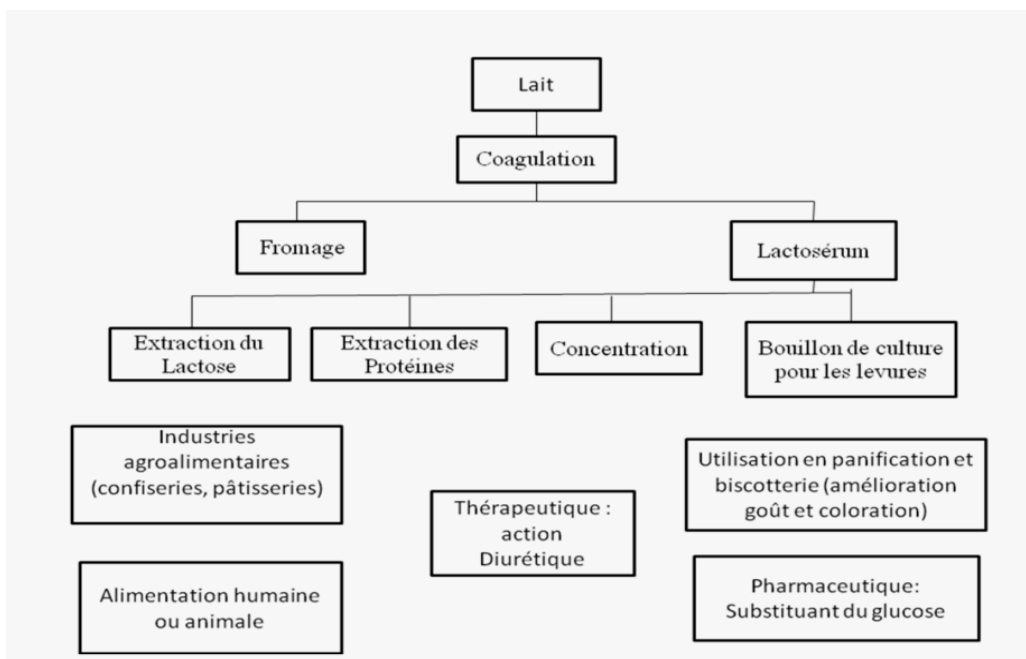 Lait
Coagulation
Fromage
Lactosérum
Extraction du
Lactose
Extraction des
Protéines
Concentration
Bouillon de culture
pour les levures
Industries
agroalimentaires
(confiseries, pâtisseries)
Utilisation en panification et
biscotterie (amélioration
goût et coloration)
Thérapeutique :
action
Diurétique
Alimentation humaine
ou animale
Pharmaceutique:
Substituant du glucose